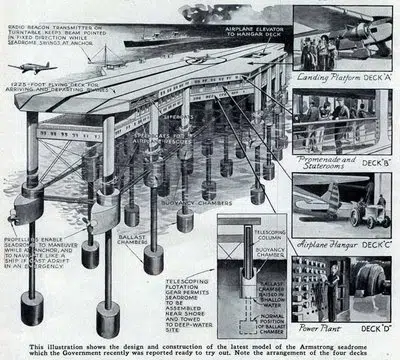 RADIO BEACON TRANSMITTER ON
TURNTABLE KEEPS BEAM POINTED
IN FIXED DIRECTION WHILE
SEADROME SWINGS AT ANCHOR
AIRPLANE ELEVATOR
TO HANGAR DECK
1225-FOOT FLYING DECK FOR
ARRIVING AND DEPARTING PLANES
LIFEBOATS
FOR
AIRPLANE RESCUES
BUOYANCY CHAMBERS
PROPELLERS ENABLE
SEADROME TO MANEUVER
WHILE AT ANCHOR, AND
TO NAVIGATE LIKE A
SHIP IF CAST ADRIFT
IN AN EMERGENCY.
BALLAST
CHAMBERS
TELESCOPING
FLOTATION
GEAR PERMITS
SEADROME
TO BE
ASSEMBLED
NEAR SHORE
AND TOWED
TO DEEP-WATER
SITE
TELESCOPING
COLUMN
BUOYANCY
CHAMBER
BALLAST
CHAMBER
RAISED IN
SHALLOW
WATER
NORMAL
POSITION
OF BALLAST
CHAMBER
Landing Platform DECK "A"
Promenade and
Staterooms DECK "B"
Airplane Hangar DECK "C"
Power Plant DECK "D"
This illustration shows the design and construction of the latest model of the Armstrong seadrome
which the Government recently was reported ready to try out. Note the arrangement of the four decks